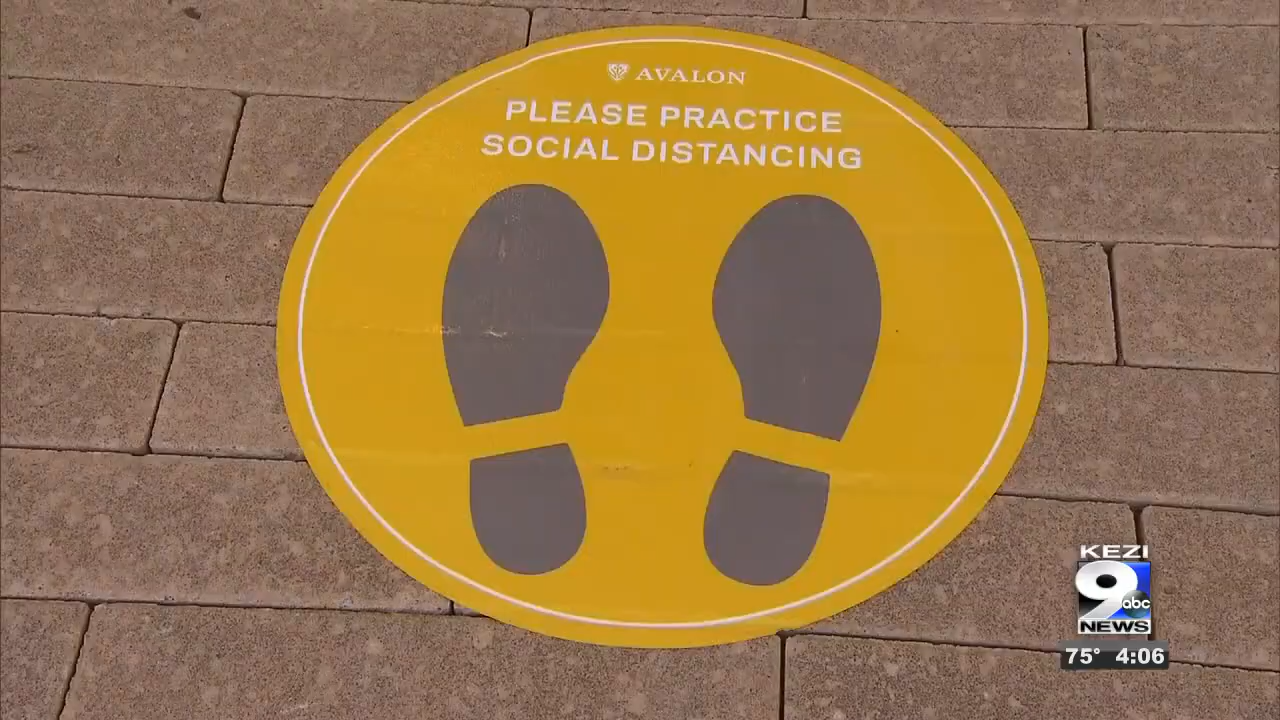 AVALON
PLEASE PRACTICE
SOCIAL DISTANCING
KEZI
9
abc
NEWS
75° 4:06